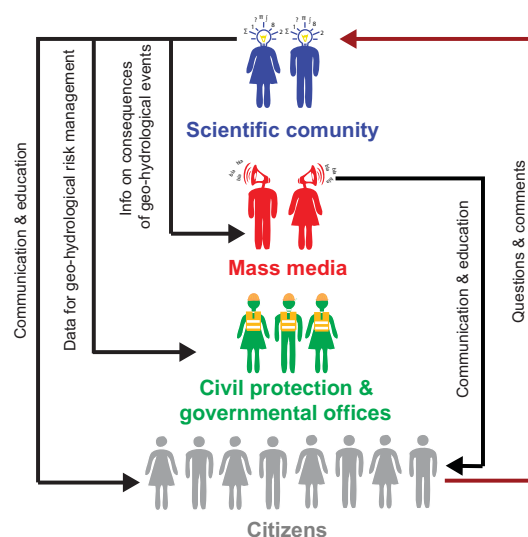 Scientific comunity
Mass media
Civil protection &
governmental offices
Citizens
Communication & education
Data for geo-hydrological risk management
Info on consequences
of geo-hydrological events
Communication & education
Questions & comments